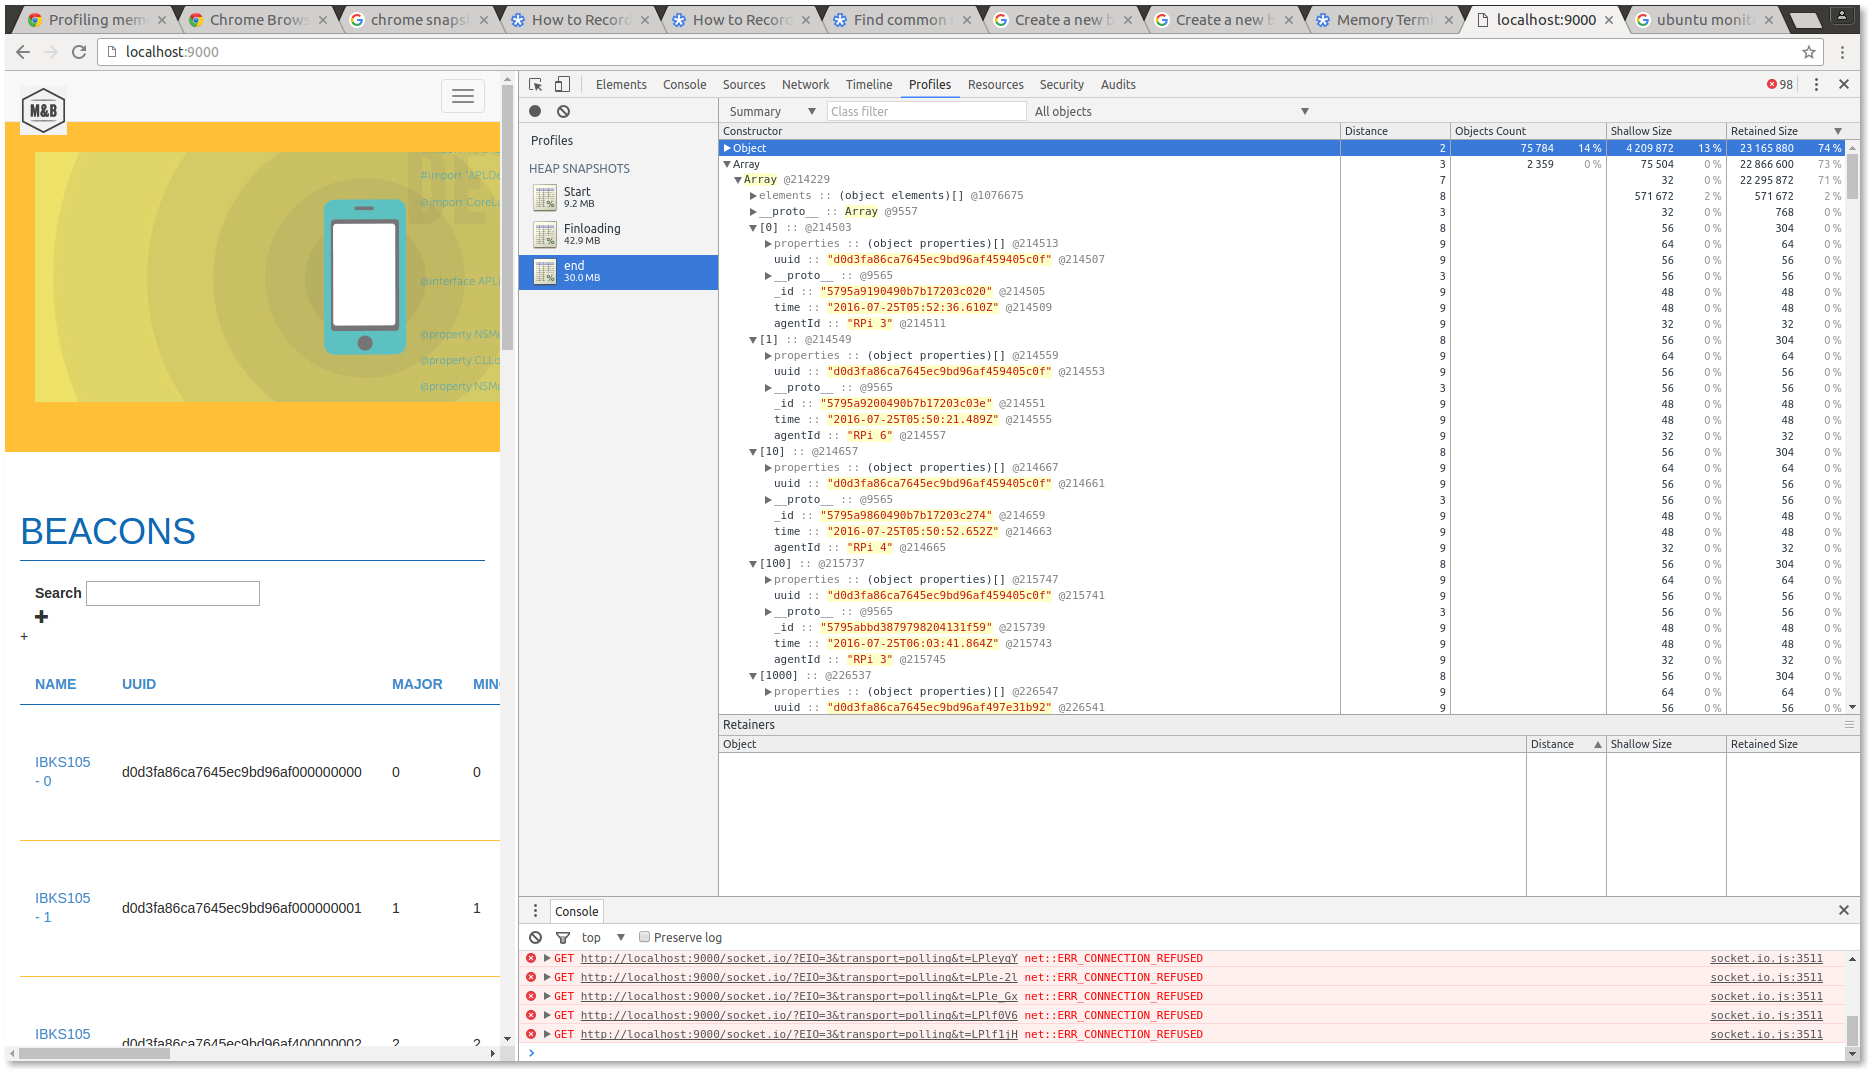 Profiling mem
Chrome Brows
chrome snaps
How to Record
How to Record
Find common
Create a new b
Create a new b
Memory Termi
localhost:9000
ubuntu monit
localhost:9000
M&B
#import "APLDe
@import CoreLo
@interface APL
@property NSMu
@property CLLo
@property NSMu
BEACONS
Search
+
NAME UUID MAJOR MINO
IBKS105 - 0 d0d3fa86ca7645ec9bd96af000000000 0 0
IBKS105 - 1 d0d3fa86ca7645ec9bd96af000000001 1 1
IBKS105 d0d3fa86ca7645ec9bd96af400000002 2 2
Elements Console Sources Network Timeline Profiles Resources Security Audits 98
Summary Class filter All objects
Profiles
HEAP SNAPSHOTS
Start
9.2 MB
Finloading
42.9 MB
end
30.0 MB
Constructor Distance Objects Count Shallow Size Retained Size
Object 2 75 784 14 % 4 209 872 13 % 23 165 880 74 %
Array 3 2 359 0 % 75 504 0 % 22 866 600 73 %
Array @214229 7 32 0 % 22 295 872 71 %
elements :: (object elements)[] @1076675 8 571 672 2 % 571 672 2 %
__proto__ :: Array @9557 3 32 0 % 768 0 %
[0] :: @214503 8 56 0 % 304 0 %
properties :: (object properties)[] @214513 9 64 0 % 64 0 %
uuid :: "d0d3fa86ca7645ec9bd96af459405c0f" @214507 9 56 0 % 56 0 %
__proto__ :: @9565 3 56 0 % 56 0 %
_id :: "5795a9190490b7b17203c020" @214505 9 48 0 % 48 0 %
time :: "2016-07-25T05:52:36.610Z" @214509 9 48 0 % 48 0 %
agentId :: "RPi 3" @214511 9 32 0 % 32 0 %
[1] :: @214549 8 56 0 % 304 0 %
properties :: (object properties)[] @214559 9 64 0 % 64 0 %
uuid :: "d0d3fa86ca7645ec9bd96af459405c0f" @214553 9 56 0 % 56 0 %
__proto__ :: @9565 3 56 0 % 56 0 %
_id :: "5795a9200490b7b17203c03e" @214551 9 48 0 % 48 0 %
time :: "2016-07-25T05:50:21.489Z" @214555 9 48 0 % 48 0 %
agentId :: "RPi 6" @214557 9 32 0 % 32 0 %
[10] :: @214657 8 56 0 % 304 0 %
properties :: (object properties)[] @214667 9 64 0 % 64 0 %
uuid :: "d0d3fa86ca7645ec9bd96af459405c0f" @214661 9 56 0 % 56 0 %
__proto__ :: @9565 3 56 0 % 56 0 %
_id :: "5795a9860490b7b17203c274" @214659 9 48 0 % 48 0 %
time :: "2016-07-25T05:50:52.652Z" @214663 9 48 0 % 48 0 %
agentId :: "RPi 4" @214665 9 32 0 % 32 0 %
[100] :: @215737 8 56 0 % 304 0 %
properties :: (object properties)[] @215747 9 64 0 % 64 0 %
uuid :: "d0d3fa86ca7645ec9bd96af459405c0f" @215741 9 56 0 % 56 0 %
__proto__ :: @9565 3 56 0 % 56 0 %
_id :: "5795abbd3879798204131f59" @215739 9 48 0 % 48 0 %
time :: "2016-07-25T06:03:41.864Z" @215743 9 48 0 % 48 0 %
agentId :: "RPi 3" @215745 9 32 0 % 32 0 %
[1000] :: @226537 8 56 0 % 304 0 %
properties :: (object properties)[] @226547 9 64 0 % 64 0 %
uuid :: "d0d3fa86ca7645ec9bd96af497e31b92" @226541 9 56 0 % 56 0 %
Retainers
Object Distance Shallow Size Retained Size
Console
top Preserve log
GET http://localhost:9000/socket.io/?EIO=3&transport=polling&t=LPleyqY net::ERR_CONNECTION_REFUSED socket.io.js:3511
GET http://localhost:9000/socket.io/?EIO=3&transport=polling&t=LPle-2l net::ERR_CONNECTION_REFUSED socket.io.js:3511
GET http://localhost:9000/socket.io/?EIO=3&transport=polling&t=LPle_Gx net::ERR_CONNECTION_REFUSED socket.io.js:3511
GET http://localhost:9000/socket.io/?EIO=3&transport=polling&t=LPlf0V6 net::ERR_CONNECTION_REFUSED socket.io.js:3511
GET http://localhost:9000/socket.io/?EIO=3&transport=polling&t=LPlf1jH net::ERR_CONNECTION_REFUSED socket.io.js:3511